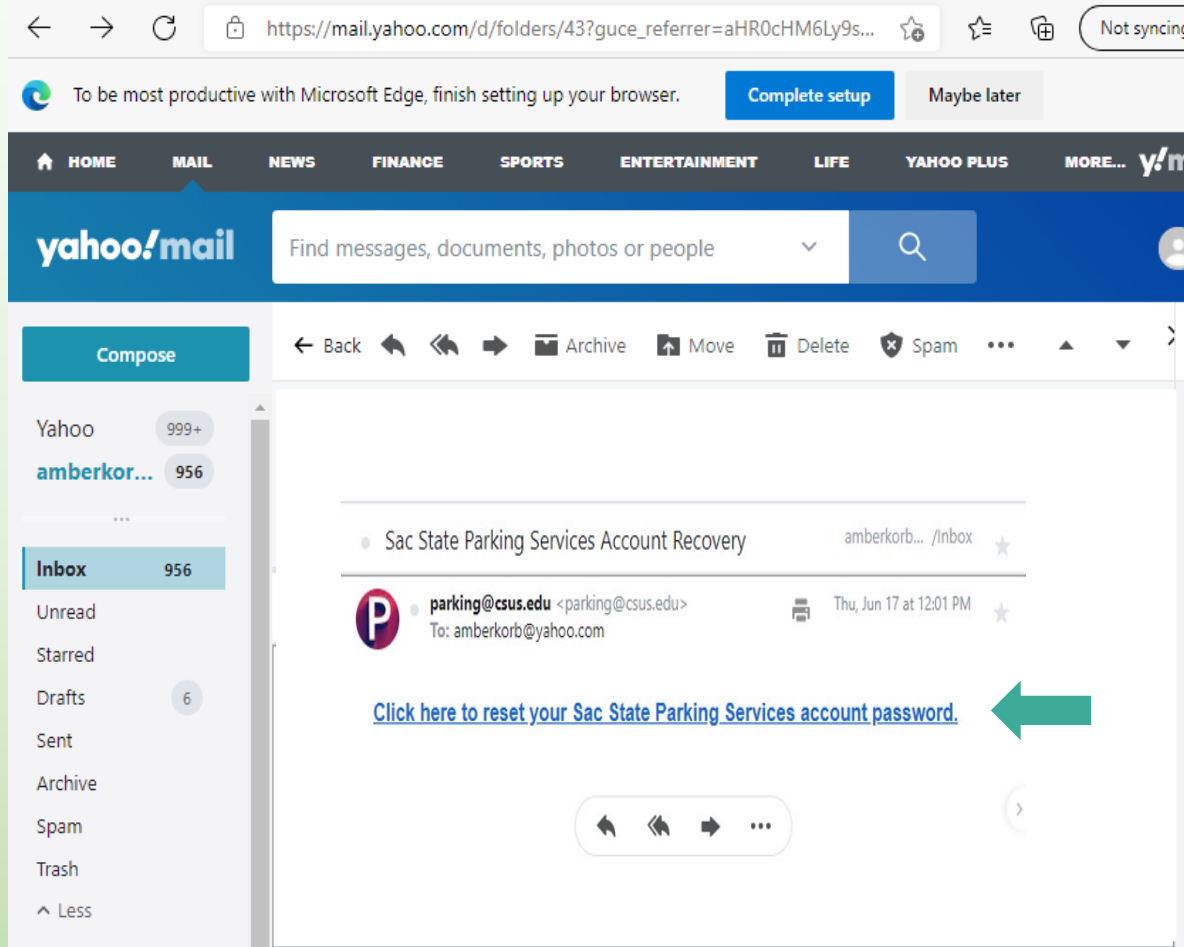 https://mail.yahoo.com/d/folders/43?guce_referrer=aHR0cHM6Ly9s... Not syncing
To be most productive with Microsoft Edge, finish setting up your browser. Complete setup Maybe later
HOME MAIL NEWS FINANCE SPORTS ENTERTAINMENT LIFE YAHOO PLUS MORE... y!m
yahoo!mail Find messages, documents, photos or people
Compose Back Archive Move Delete Spam
Yahoo 999+
amberkor... 956
Sac State Parking Services Account Recovery amberkorb... /Inbox
Inbox 956
P parking@csus.edu <parking@csus.edu> Thu, Jun 17 at 12:01 PM
To: amberkorb@yahoo.com
Unread
Starred
Drafts 6
Click here to reset your Sac State Parking Services account password.
Sent
Archive
Spam
Trash
Less